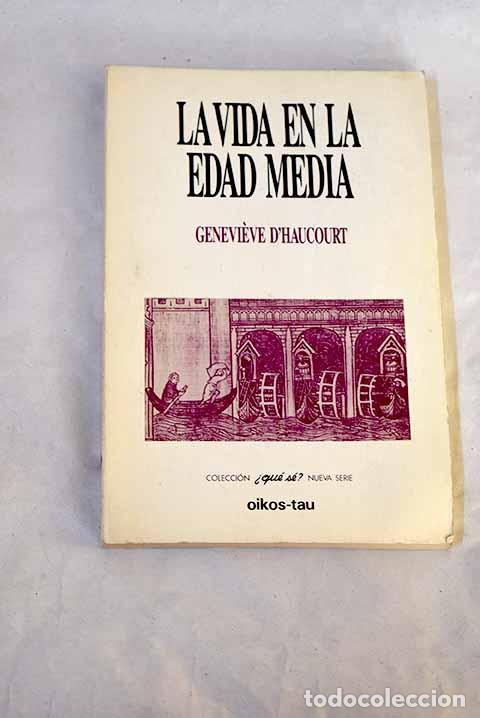 LA VIDA EN LA
EDAD MEDIA
GENEVIÈVE D'HAUCOURT
COLECCIÓN ¿qué sé? NUEVA SERIE
oikos-tau
todocoleccion